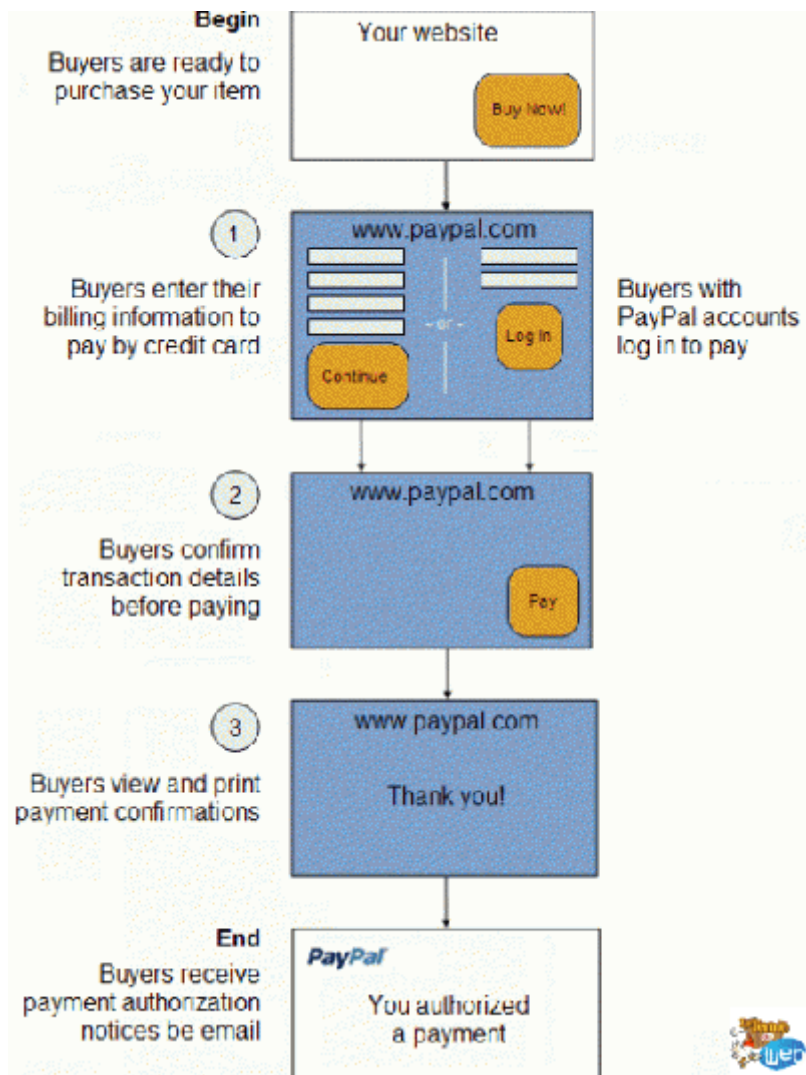 Begin
Buyers are ready to
purchase your item
Your website
Buy Now!
1
Buyers enter their
billing information to
pay by credit card
www.paypal.com
- or -
Continue
Log In
Buyers with
PayPal accounts
log in to pay
2
Buyers confirm
transaction details
before paying
www.paypal.com
Pay
3
Buyers view and print
payment confirmations
www.paypal.com
Thank you!
End
Buyers receive
payment authorization
notices be email
PayPal
You authorized
a payment
Web